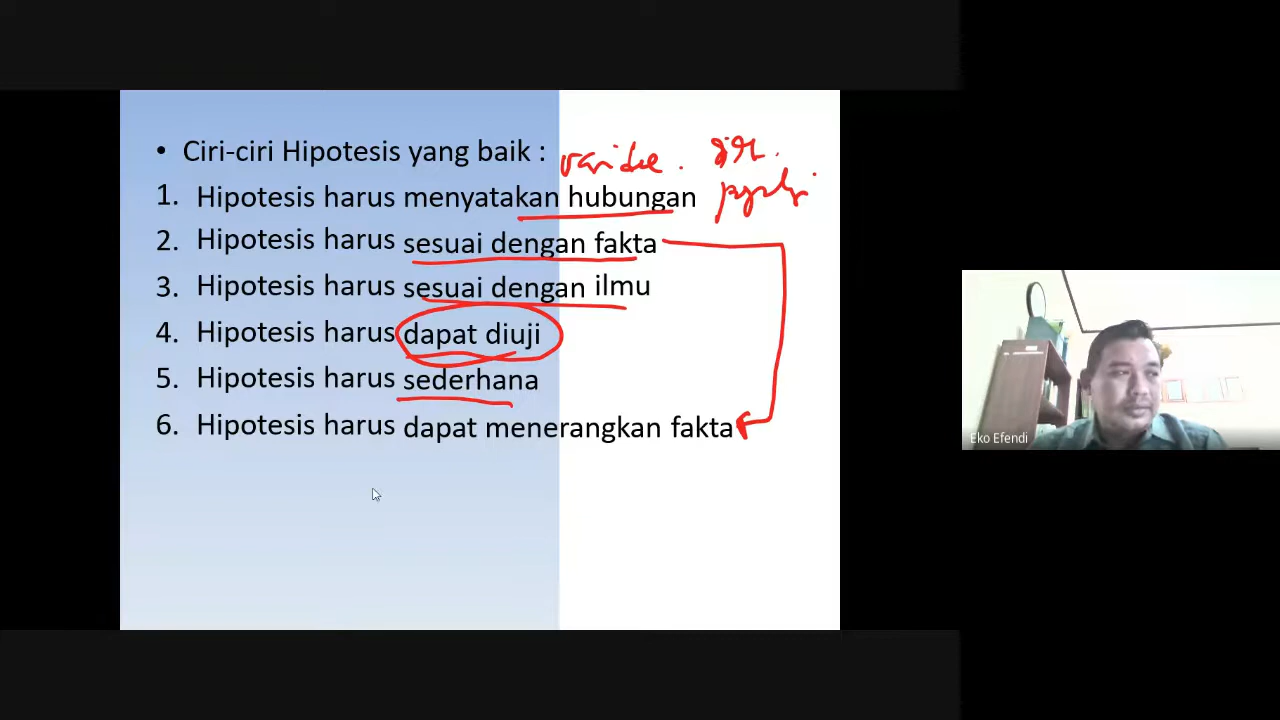 • Ciri-ciri Hipotesis yang baik :
1. Hipotesis harus menyatakan hubungan
2. Hipotesis harus sesuai dengan fakta
3. Hipotesis harus sesuai dengan ilmu
4. Hipotesis harus dapat diuji
5. Hipotesis harus sederhana
6. Hipotesis harus dapat menerangkan fakta
Eko Efendi